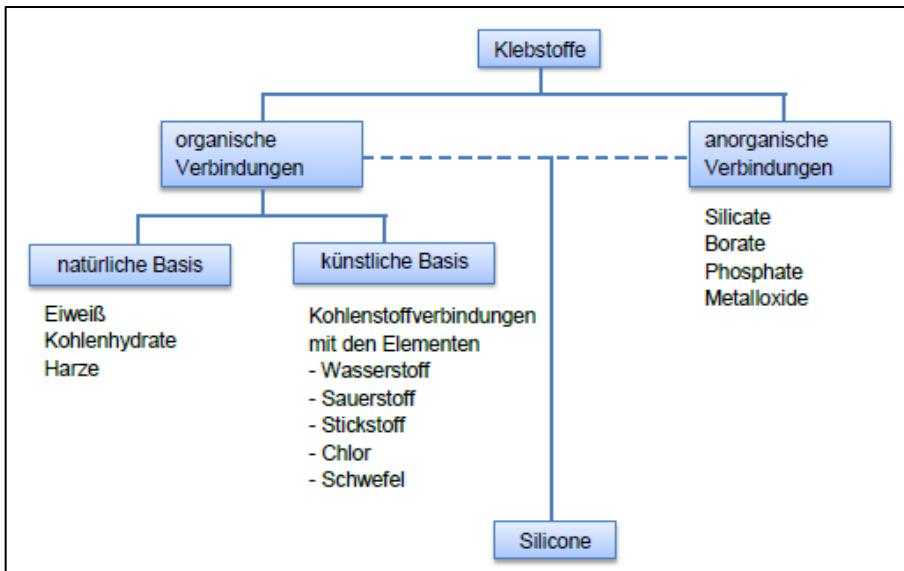 Klebstoffe
organische
Verbindungen
anorganische
Verbindungen
natürliche Basis
Eiweiß
Kohlenhydrate
Harze
künstliche Basis
Kohlenstoffverbindungen
mit den Elementen
- Wasserstoff
- Sauerstoff
- Stickstoff
- Chlor
- Schwefel
Silicate
Borate
Phosphate
Metalloxide
Silicone